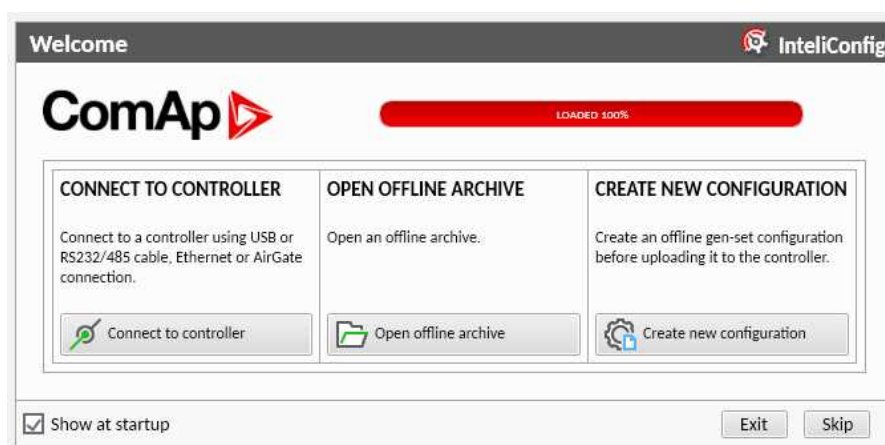 Welcome
InteliConfig
ComAp
LOADED 100%
CONNECT TO CONTROLLER
Connect to a controller using USB or
RS232/485 cable, Ethernet or AirGate
connection.
Connect to controller
OPEN OFFLINE ARCHIVE
Open an offline archive.
Open offline archive
CREATE NEW CONFIGURATION
Create an offline gen-set configuration
before uploading it to the controller.
Create new configuration
Show at startup
Exit
Skip